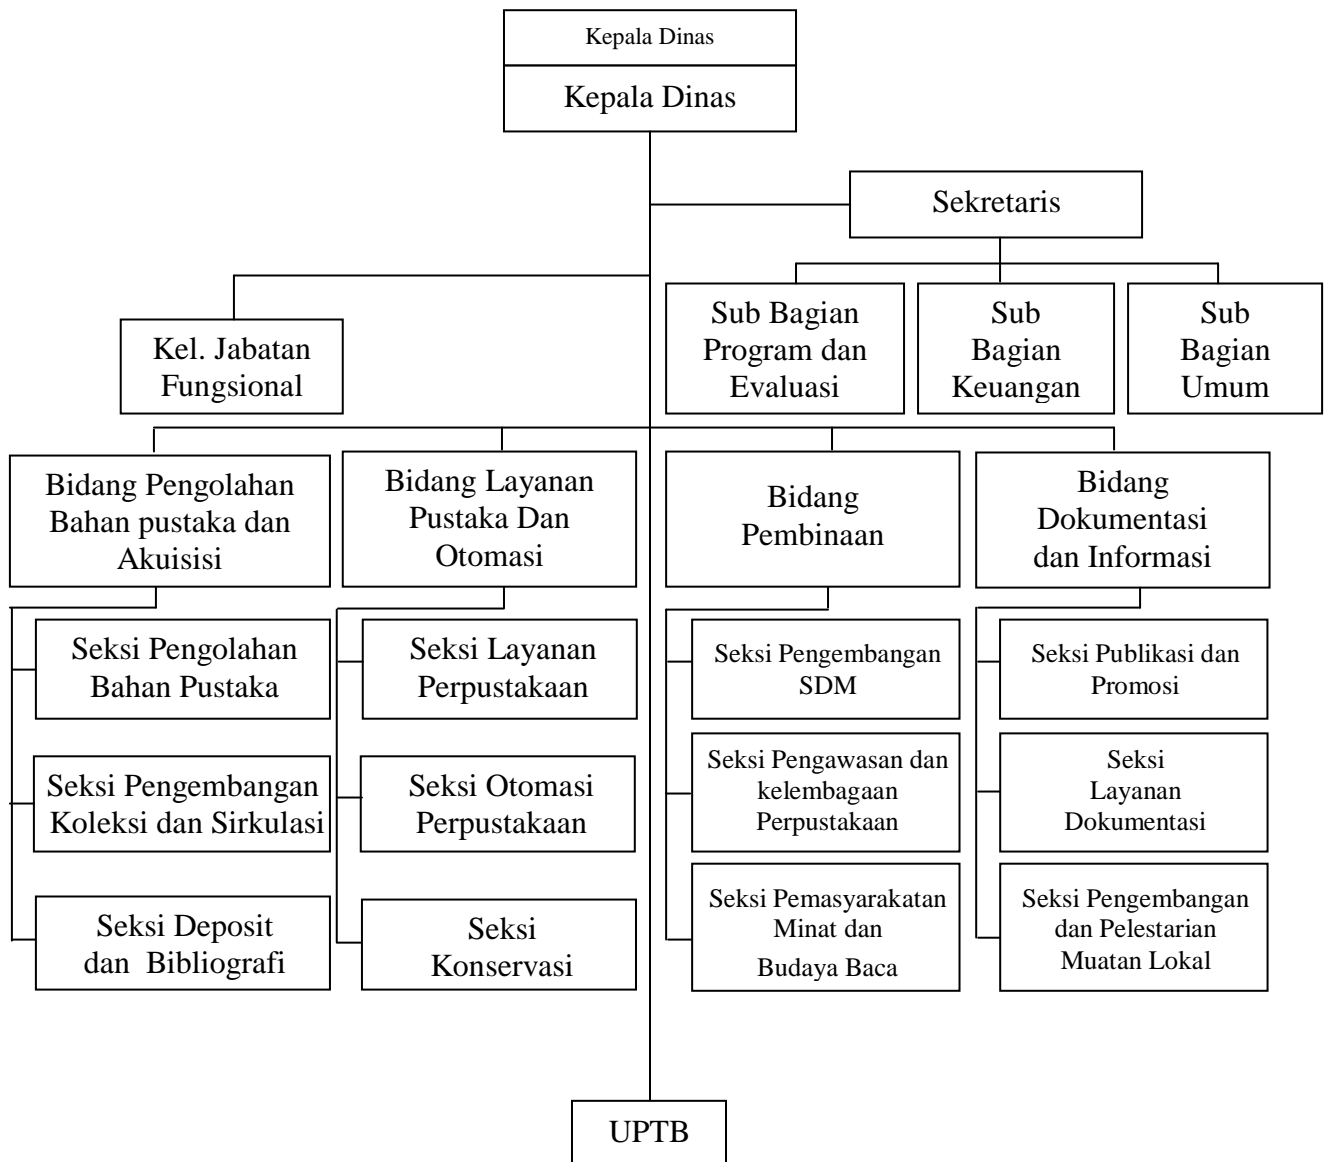 Kepala Dinas
Kepala Dinas
Sekretaris
Sub Bagian
Program dan
Evaluasi
Sub
Bagian
Keuangan
Sub
Bagian
Umum
Kel. Jabatan
Fungsional
Bidang Pengolahan
Bahan pustaka dan
Akuisisi
Bidang Layanan
Pustaka Dan
Otomasi
Bidang
Pembinaan
Bidang
Dokumentasi
dan Informasi
Seksi Pengolahan
Bahan Pustaka
Seksi Layanan
Perpustakaan
Seksi Pengembangan
SDM
Seksi Publikasi dan
Promosi
Seksi Pengembangan
Koleksi dan Sirkulasi
Seksi Otomasi
Perpustakaan
Seksi Pengawasan dan
kelembagaan
Perpustakaan
Seksi
Layanan
Dokumentasi
Seksi Deposit
dan Bibliografi
Seksi
Konservasi
Seksi Pemasyarakatan
Minat dan
Budaya Baca
Seksi Pengembangan
dan Pelestarian
Muatan Lokal
UPTB